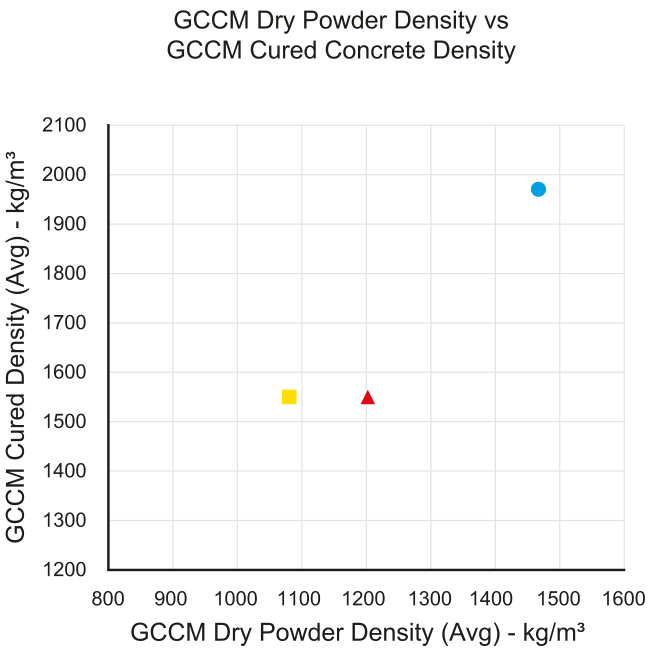 GCCM Dry Powder Density vs
GCCM Cured Concrete Density
GCCM Cured Density (Avg) - kg/m³
2100
2000
1900
1800
1700
1600
1500
1400
1300
1200
800 900 1000 1100 1200 1300 1400 1500 1600
GCCM Dry Powder Density (Avg) - kg/m³